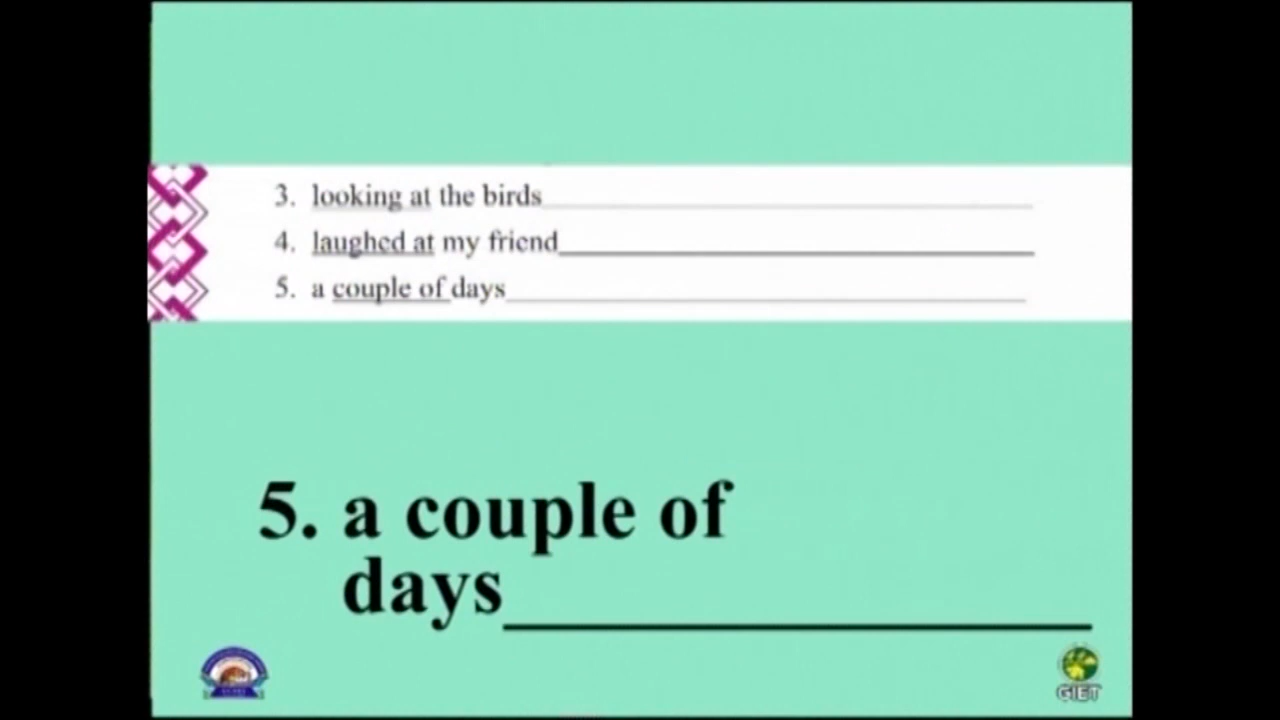 3. looking at the birds
4. laughed at my friend
5. a couple of days
5. a couple of
days
GIET